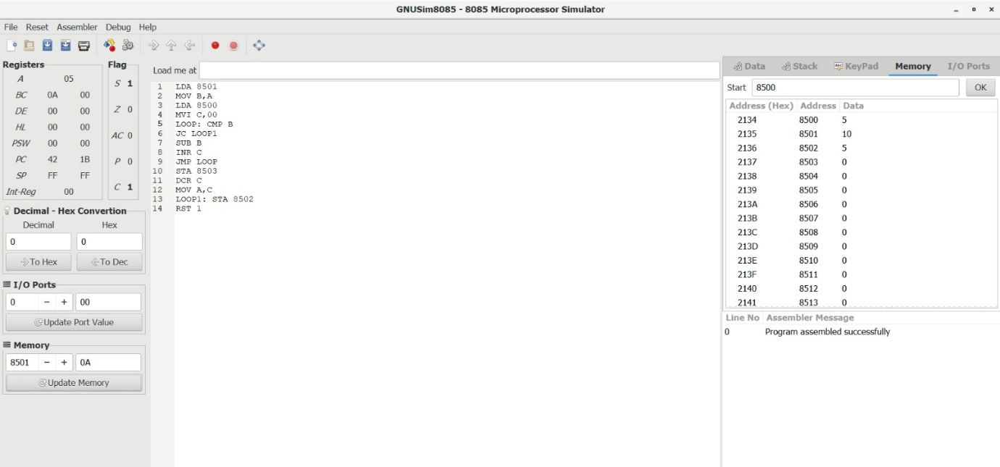 GNUSim8085 - 8085 Microprocessor Simulator
File Reset Assembler Debug Help
Registers
A 05
BC 0A 00
DE 00 00
HL 00 00
PSW 00 00
PC 42 1B
SP FF FF
Int-Reg 00
Flag
S 1
Z 0
AC 0
P 0
C 1
Decimal - Hex Convertion
Decimal Hex
0 0
To Hex To Dec
I/O Ports
0 - + 00
Update Port Value
Memory
8501 - + 0A
Update Memory
Load me at
1 LDA 8501
2 MOV B,A
3 LDA 8500
4 MVI C,00
5 LOOP: CMP B
6 JC LOOP1
7 SUB B
8 INR C
9 JMP LOOP
10 STA 8503
11 DCR C
12 MOV A,C
13 LOOP1: STA 8502
14 RST 1
Data Stack KeyPad Memory I/O Ports
Start 8500 OK
Address (Hex) Address Data
2134 8500 5
2135 8501 10
2136 8502 5
2137 8503 0
2138 8504 0
2139 8505 0
213A 8506 0
213B 8507 0
213C 8508 0
213D 8509 0
213E 8510 0
213F 8511 0
2140 8512 0
2141 8513 0
Line No Assembler Message
0 Program assembled successfully